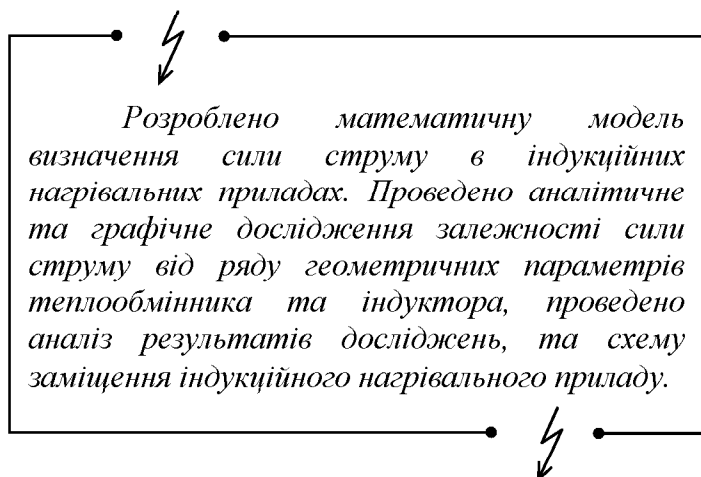 Розроблено математичну модель
визначення сили струму в індукційних
нагрівальних приладах. Проведено аналітичне
та графічне дослідження залежності сили
струму від ряду геометричних параметрів
теплообмінника та індуктора, проведено
аналіз результатів досліджень, та схему
заміщення індукційного нагрівального приладу.